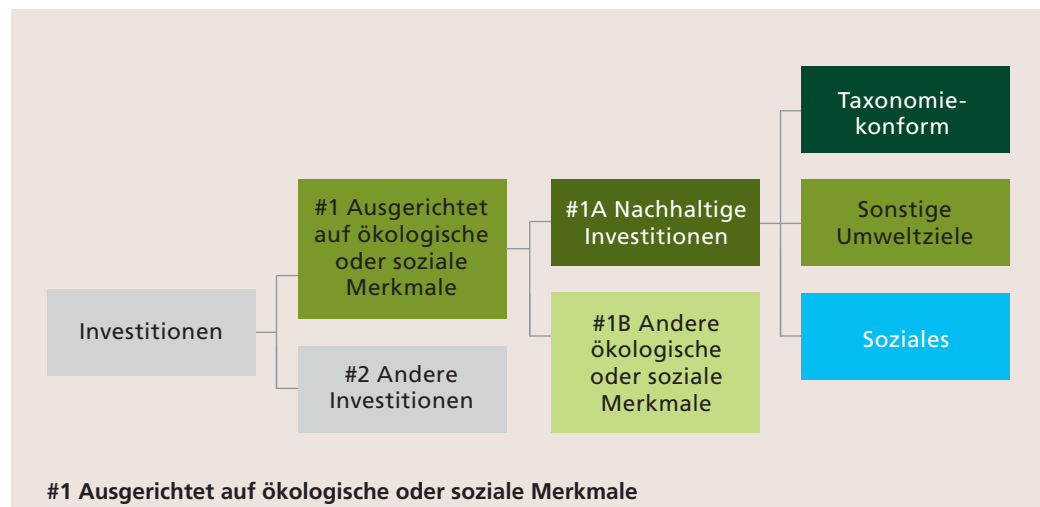 Investitionen
#1 Ausgerichtet
auf ökologische
oder soziale
Merkmale
#2 Andere
Investitionen
#1A Nachhaltige
Investitionen
#1B Andere
ökologische
oder soziale
Merkmale
Taxonomie-
konform
Sonstige
Umweltziele
Soziales
#1 Ausgerichtet auf ökologische oder soziale Merkmale